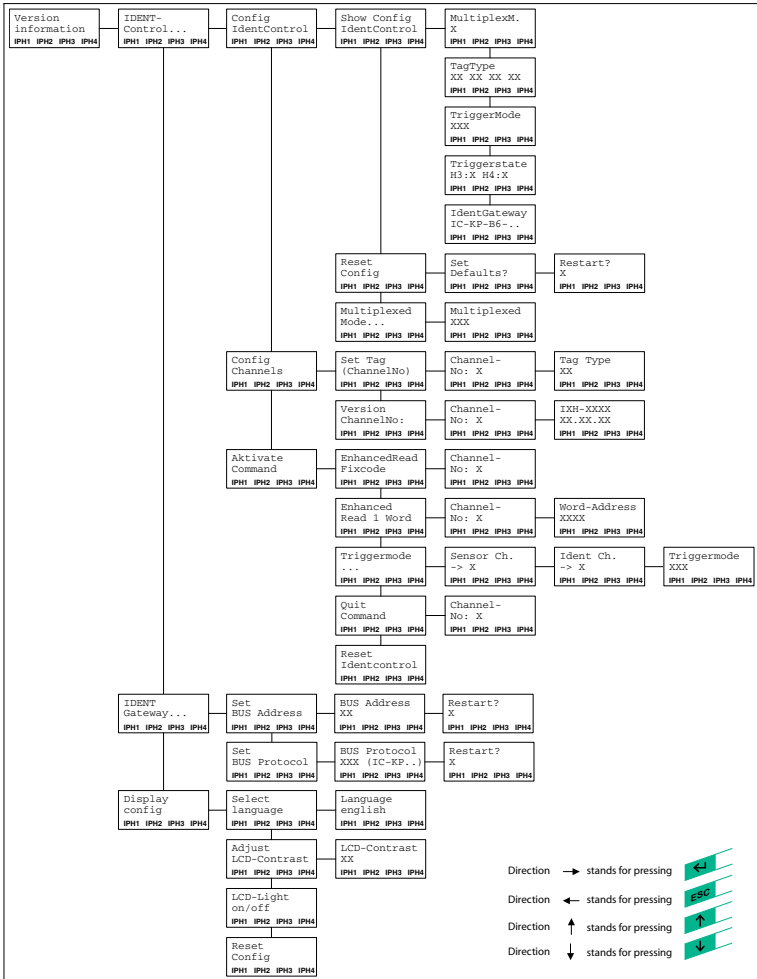 Version
information
IPH1 IPH2 IPH3 IPH4
IDENT-
Control...
IPH1 IPH2 IPH3 IPH4
Config
IdentControl
IPH1 IPH2 IPH3 IPH4
Show Config
IdentControl
IPH1 IPH2 IPH3 IPH4
MultiplexM.
X
IPH1 IPH2 IPH3 IPH4
TagType
XX XX XX XX
IPH1 IPH2 IPH3 IPH4
TriggerMode
XXX
IPH1 IPH2 IPH3 IPH4
Triggerstate
H3:X H4:X
IPH1 IPH2 IPH3 IPH4
IdentGateway
IC-KP-B6-..
IPH1 IPH2 IPH3 IPH4
Reset
Config
IPH1 IPH2 IPH3 IPH4
Set
Defaults?
IPH1 IPH2 IPH3 IPH4
Restart?
X
IPH1 IPH2 IPH3 IPH4
Multiplexed
Mode...
IPH1 IPH2 IPH3 IPH4
Multiplexed
XXX
IPH1 IPH2 IPH3 IPH4
Config
Channels
IPH1 IPH2 IPH3 IPH4
Set Tag
(ChannelNo)
IPH1 IPH2 IPH3 IPH4
Channel-
No: X
IPH1 IPH2 IPH3 IPH4
Tag Type
XX
IPH1 IPH2 IPH3 IPH4
Version
ChannelNo:
IPH1 IPH2 IPH3 IPH4
Channel-
No: X
IPH1 IPH2 IPH3 IPH4
IXH-XXXX
XX.XX.XX
IPH1 IPH2 IPH3 IPH4
Aktivate
Command
IPH1 IPH2 IPH3 IPH4
EnhancedRead
Fixcode
IPH1 IPH2 IPH3 IPH4
Channel-
No: X
IPH1 IPH2 IPH3 IPH4
Enhanced
Read 1 Word
IPH1 IPH2 IPH3 IPH4
Channel-
No: X
IPH1 IPH2 IPH3 IPH4
Word-Address
XXXX
IPH1 IPH2 IPH3 IPH4
Triggermode
...
IPH1 IPH2 IPH3 IPH4
Sensor Ch.
-> X
IPH1 IPH2 IPH3 IPH4
Ident Ch.
-> X
IPH1 IPH2 IPH3 IPH4
Triggermode
XXX
IPH1 IPH2 IPH3 IPH4
Quit
Command
IPH1 IPH2 IPH3 IPH4
Channel-
No: X
IPH1 IPH2 IPH3 IPH4
Reset
Identcontrol
IPH1 IPH2 IPH3 IPH4
IDENT
Gateway...
IPH1 IPH2 IPH3 IPH4
Set
BUS Address
IPH1 IPH2 IPH3 IPH4
BUS Address
XX
IPH1 IPH2 IPH3 IPH4
Restart?
X
IPH1 IPH2 IPH3 IPH4
Set
BUS Protocol
IPH1 IPH2 IPH3 IPH4
BUS Protocol
XXX (IC-KP..)
IPH1 IPH2 IPH3 IPH4
Restart?
X
IPH1 IPH2 IPH3 IPH4
Display
config
IPH1 IPH2 IPH3 IPH4
Select
language
IPH1 IPH2 IPH3 IPH4
Language
english
IPH1 IPH2 IPH3 IPH4
Adjust
LCD-Contrast
IPH1 IPH2 IPH3 IPH4
LCD-Contrast
XX
IPH1 IPH2 IPH3 IPH4
LCD-Light
on/off
IPH1 IPH2 IPH3 IPH4
Reset
Config
IPH1 IPH2 IPH3 IPH4
Direction → stands for pressing ↵
Direction ← stands for pressing ESC
Direction ↑ stands for pressing ↑
Direction ↓ stands for pressing ↓